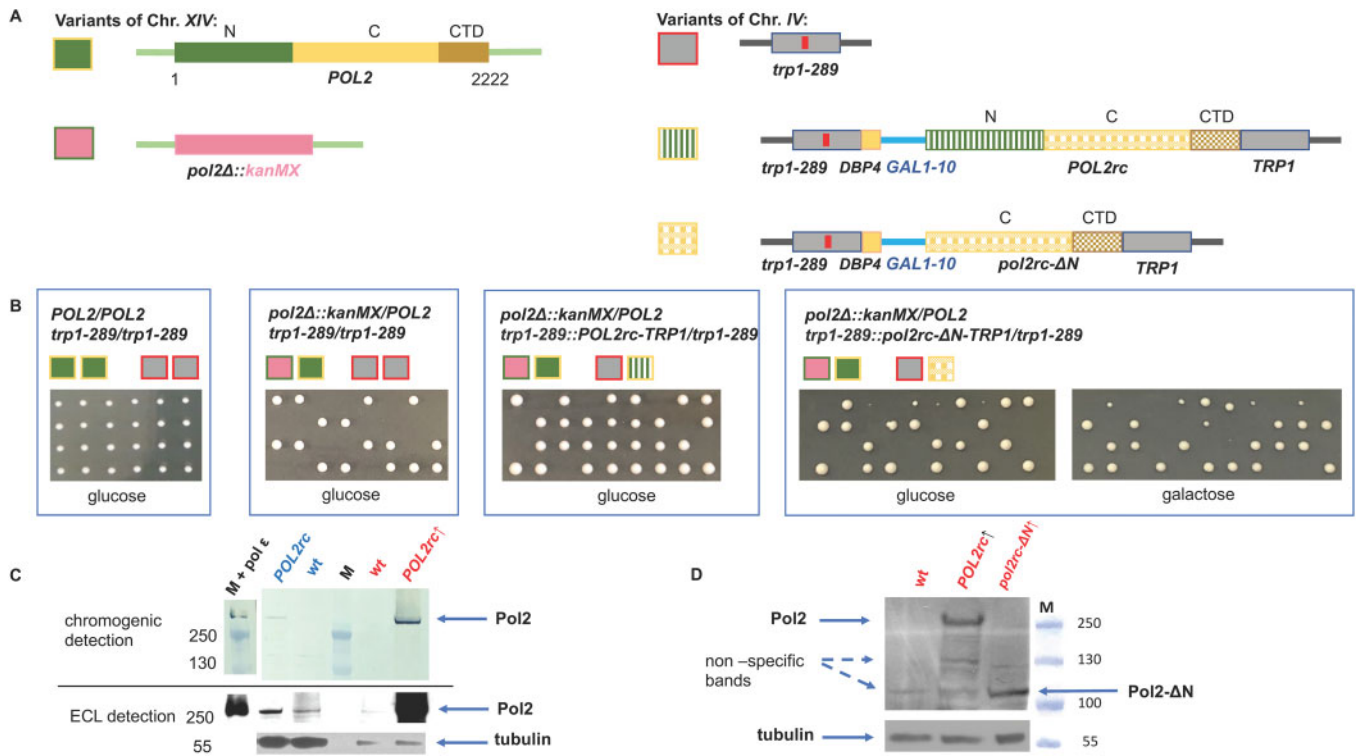 A
Variants of Chr. XIV:
N C CTD
POL2
1 2222
pol2Δ::kanMX
Variants of Chr. IV:
trp1-289
N C CTD
trp1-289 DBP4 GAL1-10 POL2rc TRP1
C CTD
trp1-289 DBP4 GAL1-10 pol2rc-ΔN TRP1
B
POL2/POL2
trp1-289/trp1-289
glucose
pol2Δ::kanMX/POL2
trp1-289/trp1-289
glucose
pol2Δ::kanMX/POL2
trp1-289::POL2rc-TRP1/trp1-289
glucose
pol2Δ::kanMX/POL2
trp1-289::pol2rc-ΔN-TRP1/trp1-289
glucose
galactose
C
M + pol ε
POL2rc
wt
M
wt
POL2rc↑
chromogenic
detection
250
130
Pol2
ECL detection
250
Pol2
55
tubulin
D
wt
POL2rc↑
pol2rc-ΔN↑
M
Pol2
250
non –specific
bands
130
100
Pol2-ΔN
tubulin
55